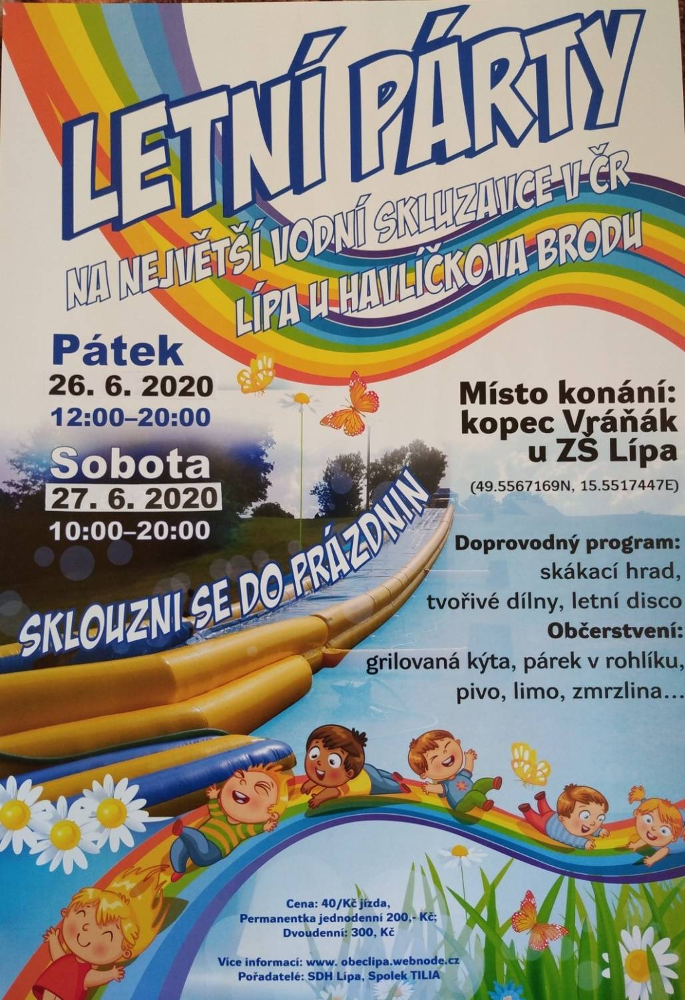 LETNÍ PÁRTY
NA NEJVĚTŠÍ VODNÍ SKLUZAVCE V ČR
LÍPA U HAVLÍČKOVA BRODU
Pátek
26. 6. 2020
12:00–20:00
Sobota
27. 6. 2020
10:00–20:00
Místo konání:
kopec Vráňák
u ZŠ Lípa
(49.5567169N, 15.5517447E)
SKLOUZNI SE DO PRÁZDNIN
Doprovodný program:
skákací hrad,
tvořivé dílny, letní disco
Občerstvení:
grilovaná kýta, párek v rohlíku,
pivo, limo, zmrzlina...
Cena: 40/Kč jízda,
Permanentka jednodenní 200,- Kč;
Dvoudenní: 300, Kč
Více informací: www. obeclipa.webnode.cz
Pořadatelé: SDH Lípa, Spolek TILIA